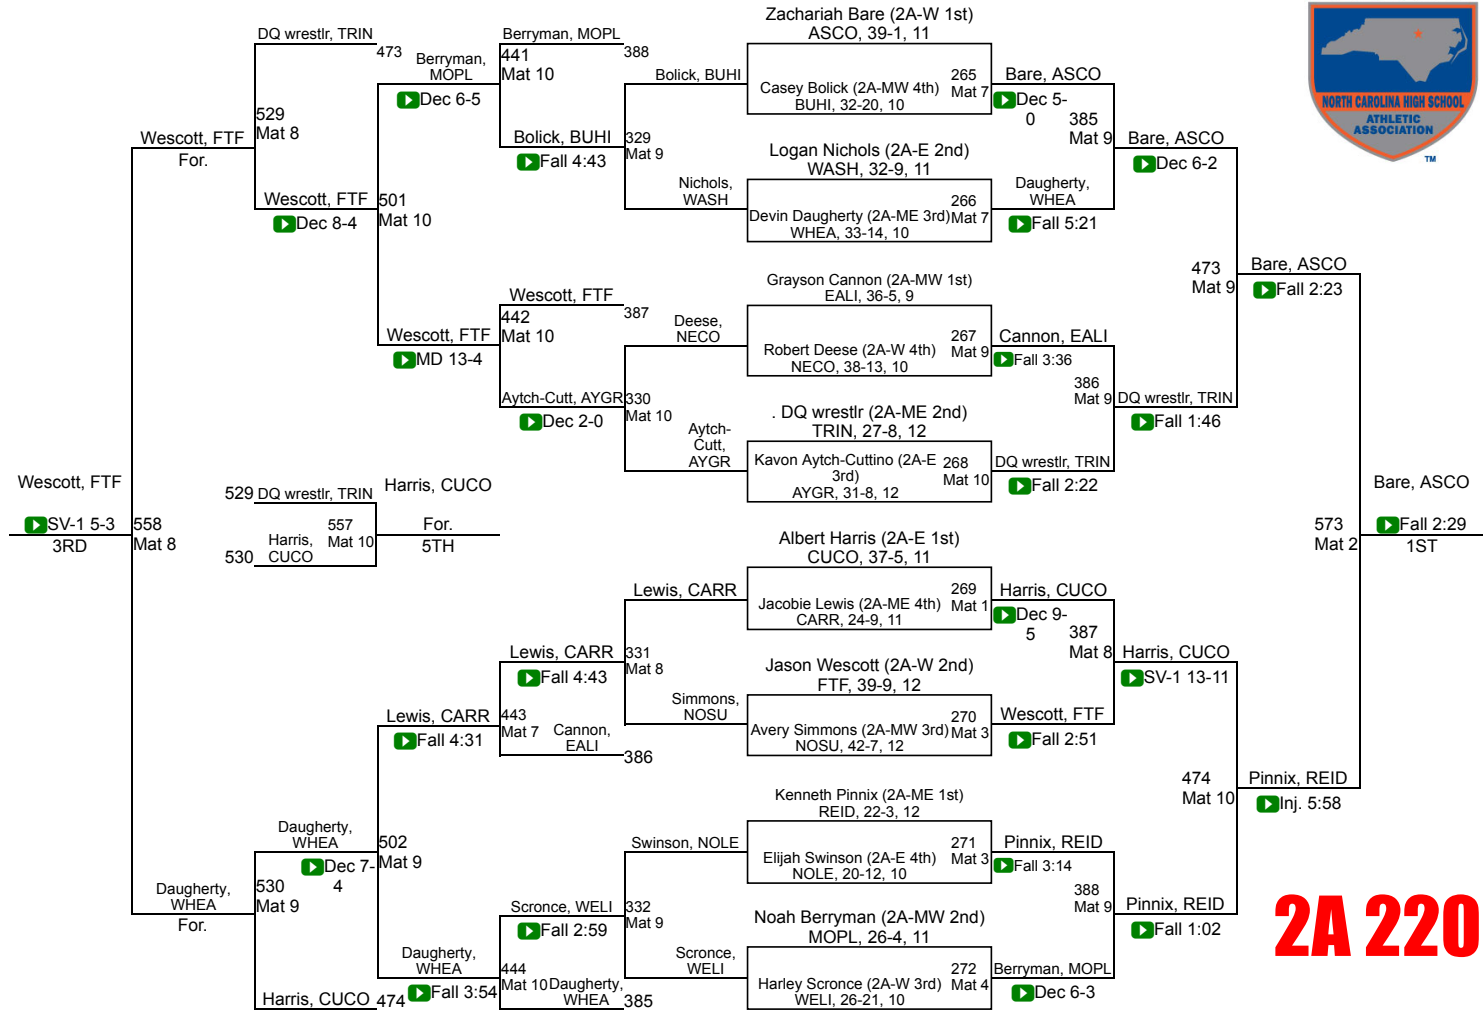 Zachariah Bare (2A-W 1st)
ASCO, 39-1, 11
Casey Bolick (2A-MW 4th)
BUHI, 32-20, 10
265
Mat 7
Logan Nichols (2A-E 2nd)
WASH, 32-9, 11
Devin Daugherty (2A-ME 3rd)
WHEA, 33-14, 10
266
Mat 7
Grayson Cannon (2A-MW 1st)
EALI, 36-5, 9
Robert Deese (2A-W 4th)
NECO, 38-13, 10
267
Mat 9
. DQ wrestlr (2A-ME 2nd)
TRIN, 27-8, 12
Kavon Aytch-Cuttino (2A-E
3rd)
AYGR, 31-8, 12
268
Mat 10
Albert Harris (2A-E 1st)
CUCO, 37-5, 11
Jacobie Lewis (2A-ME 4th)
CARR, 24-9, 11
269
Mat 1
Jason Wescott (2A-W 2nd)
FTF, 39-9, 12
Avery Simmons (2A-MW 3rd)
NOSU, 42-7, 12
270
Mat 3
Kenneth Pinnix (2A-ME 1st)
REID, 22-3, 12
Elijah Swinson (2A-E 4th)
NOLE, 20-12, 10
271
Mat 3
Noah Berryman (2A-MW 2nd)
MOPL, 26-4, 11
Harley Scronce (2A-W 3rd)
WELI, 26-21, 10
272
Mat 4
Bare, ASCO
Dec 5-
0
385
Mat 9
Daugherty,
WHEA
Fall 5:21
Cannon, EALI
Fall 3:36
386
Mat 9
DQ wrestlr, TRIN
Fall 2:22
Harris, CUCO
Dec 9-
5
387
Mat 8
Wescott, FTF
Fall 2:51
Pinnix, REID
Fall 3:14
388
Mat 9
Berryman, MOPL
Dec 6-3
Bare, ASCO
Dec 6-2
473
Mat 9
DQ wrestlr, TRIN
Fall 1:46
Harris, CUCO
SV-1 13-11
474
Mat 10
Pinnix, REID
Fall 1:02
Bare, ASCO
Fall 2:23
573
Mat 2
Pinnix, REID
Inj. 5:58
Bare, ASCO
Fall 2:29
1ST
Bolick, BUHI
329
Mat 9
Nichols,
WASH
Deese,
NECO
330
Mat 10
Aytch-
Cutt,
AYGR
Lewis, CARR
331
Mat 8
Simmons,
NOSU
Swinson, NOLE
332
Mat 9
Scronce,
WELI
Berryman, MOPL
388
441
Mat 10
Bolick, BUHI
Fall 4:43
Wescott, FTF
387
442
Mat 10
Aytch-Cutt, AYGR
Dec 2-0
Lewis, CARR
Fall 4:43
443
Mat 7
Cannon,
EALI
386
Scronce, WELI
Fall 2:59
444
Mat 10
Daugherty,
WHEA
385
Berryman,
MOPL
Dec 6-5
501
Mat 10
Wescott, FTF
MD 13-4
Lewis, CARR
Fall 4:31
502
Mat 9
Daugherty,
WHEA
Fall 3:54
DQ wrestlr, TRIN
473
529
Mat 8
Wescott, FTF
Dec 8-4
Daugherty,
WHEA
Dec 7-
4
530
Mat 9
Harris, CUCO
474
Wescott, FTF
For.
558
Mat 8
Daugherty,
WHEA
For.
Wescott, FTF
SV-1 5-3
3RD
529
DQ wrestlr, TRIN
557
Mat 10
530
Harris,
CUCO
Harris, CUCO
For.
5TH
NORTH CAROLINA HIGH SCHOOL
ATHLETIC
ASSOCIATION
TM
2A 220